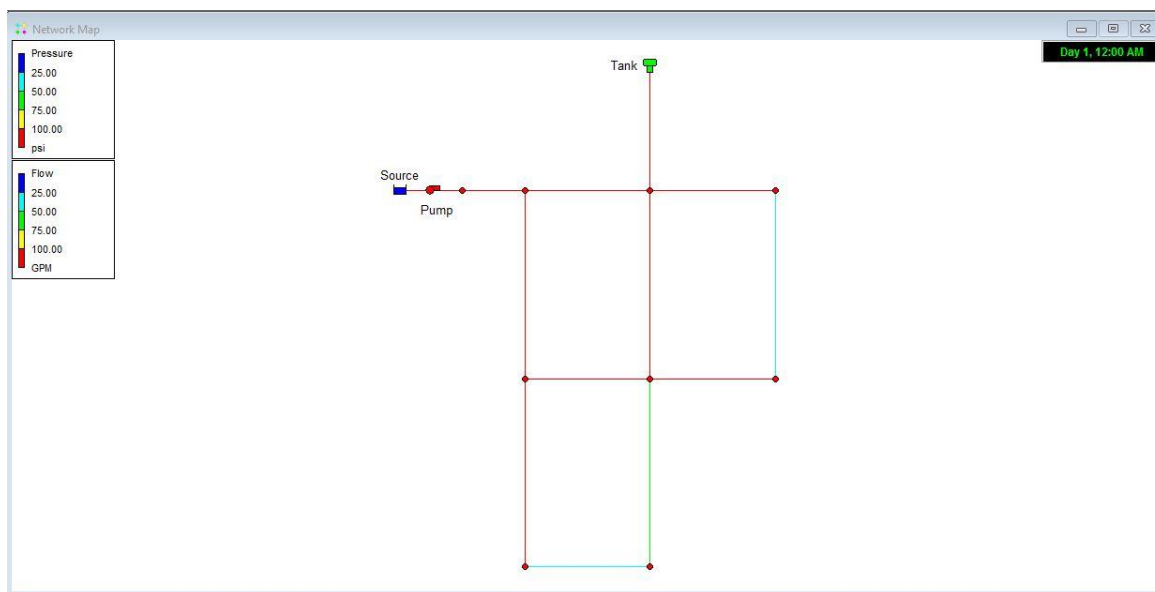 Network Map
Day 1, 12:00 AM
Pressure
25.00
50.00
75.00
100.00
psi
Flow
25.00
50.00
75.00
100.00
GPM
Tank
Source
Pump